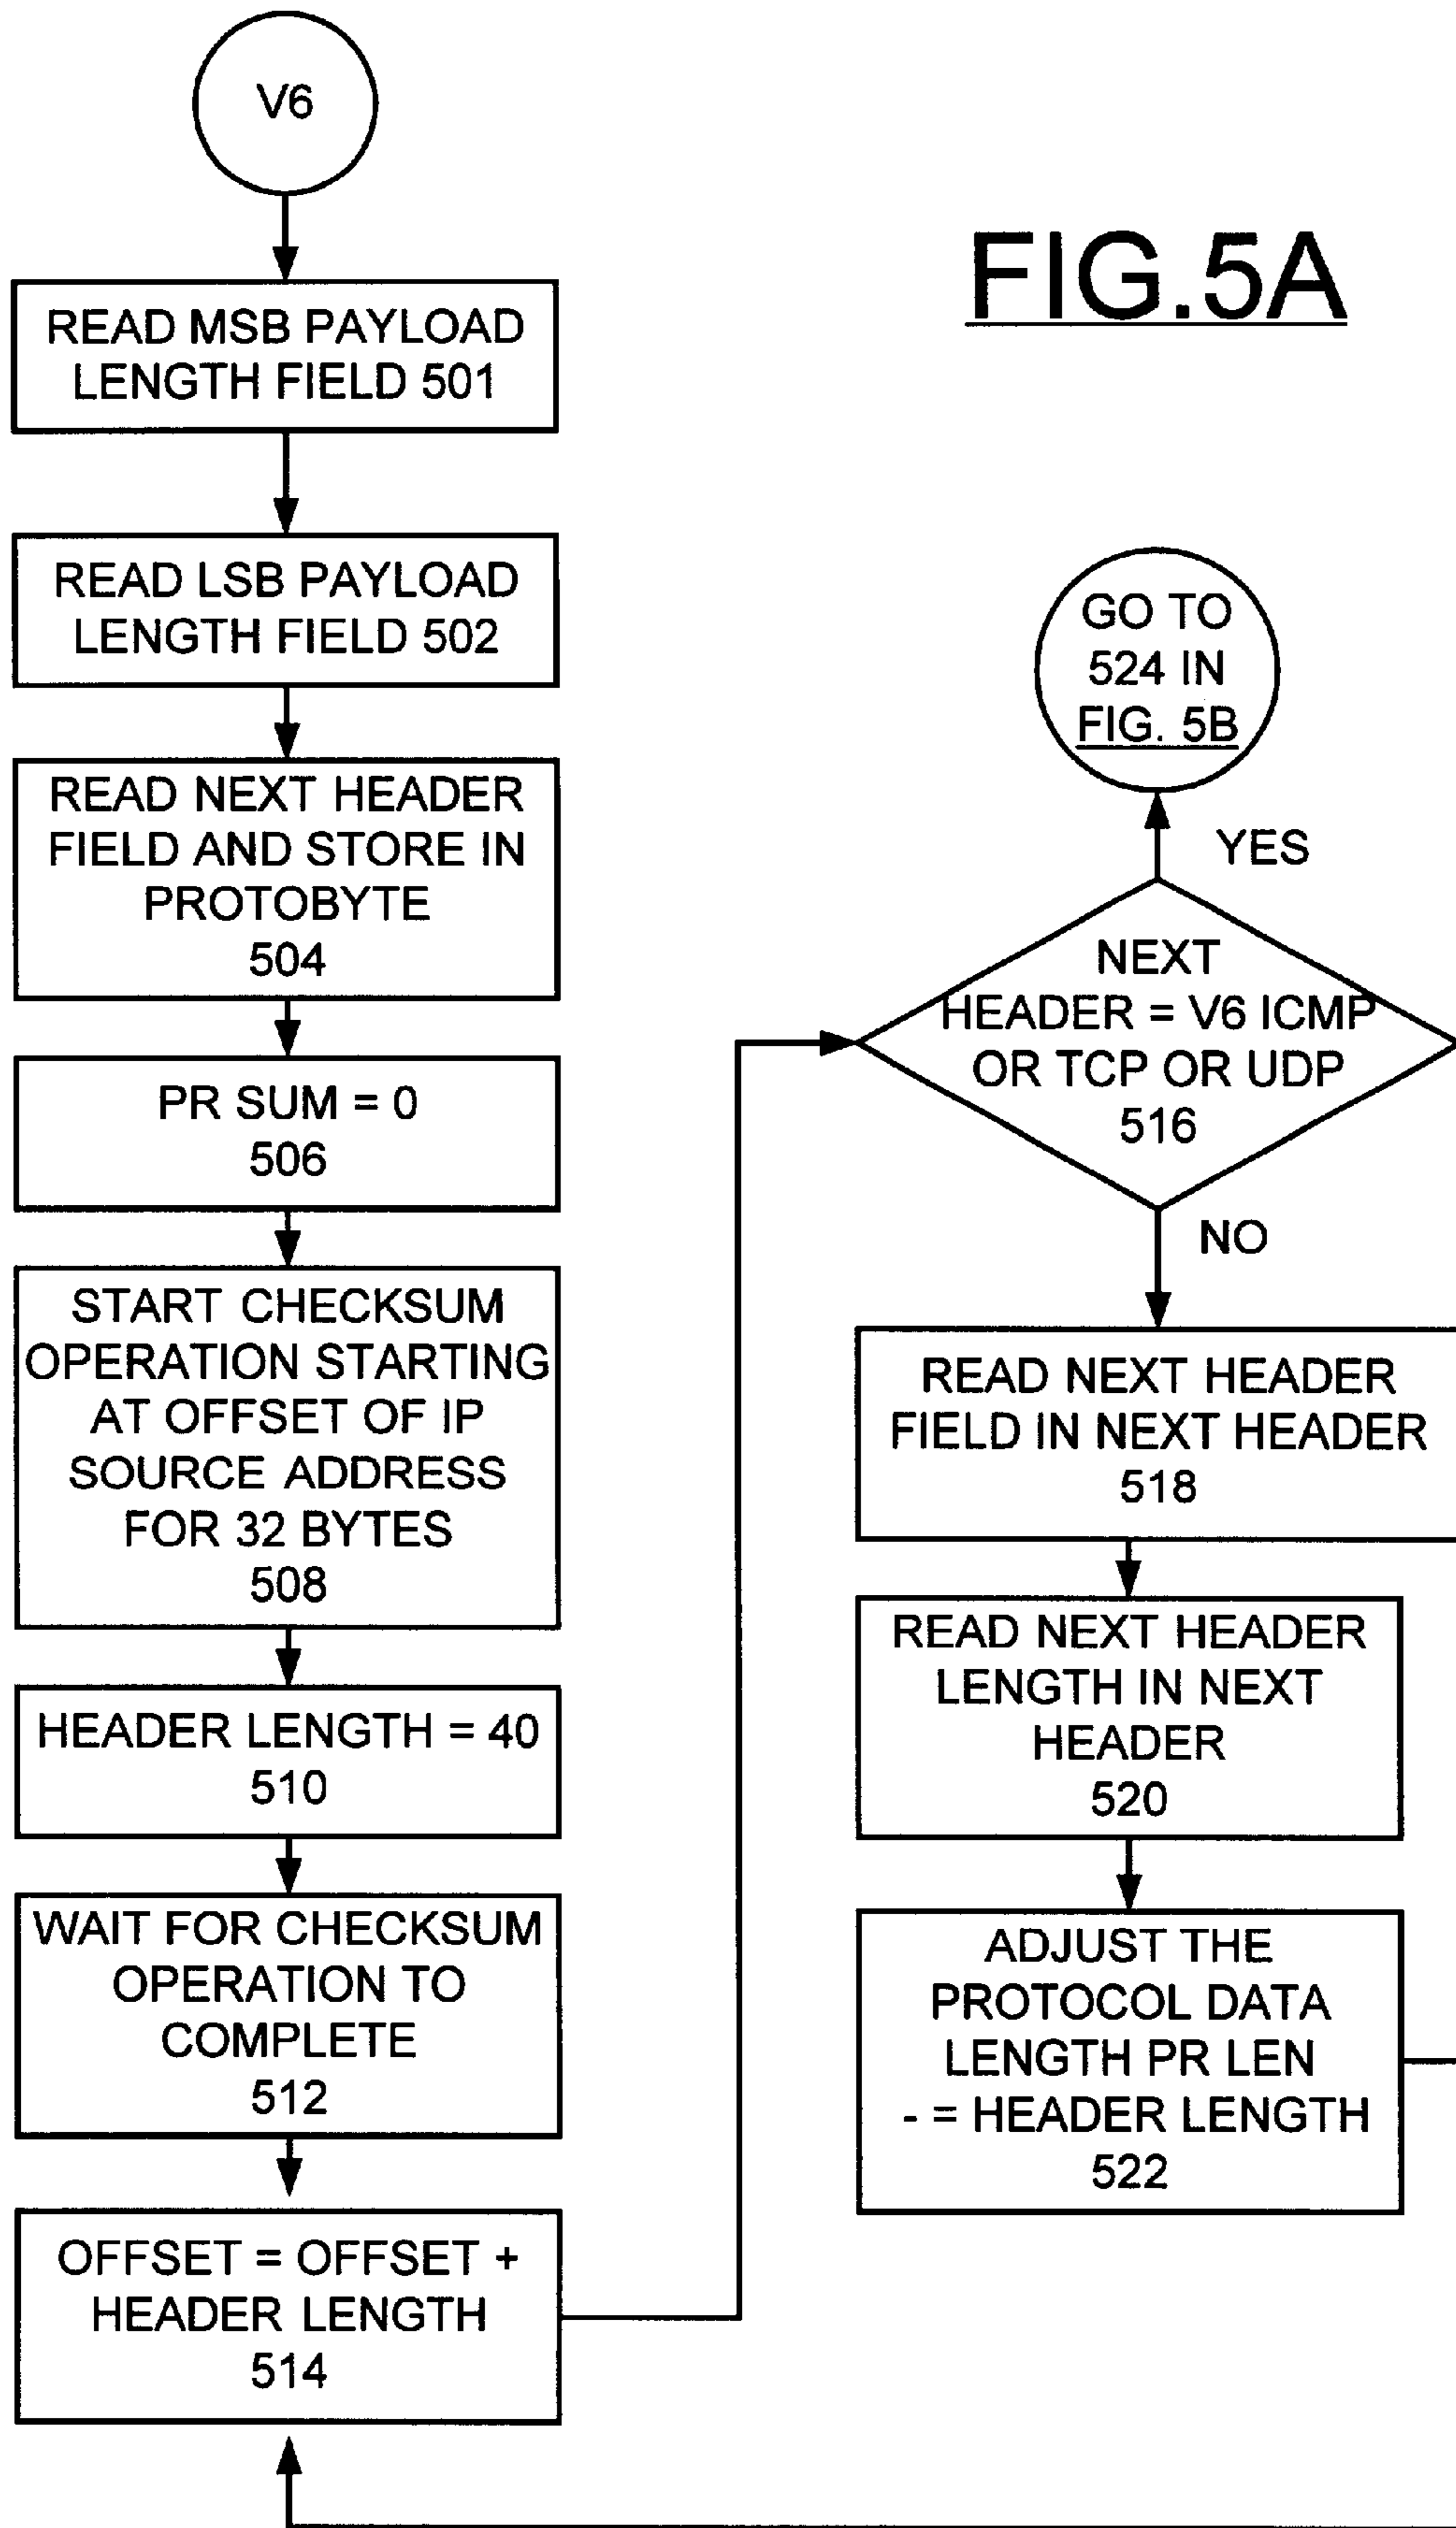 V6
FIG.5A
READ MSB PAYLOAD
LENGTH FIELD 501
READ LSB PAYLOAD
LENGTH FIELD 502
READ NEXT HEADER
FIELD AND STORE IN
PROTOBYTE
504
PR SUM = 0
506
START CHECKSUM
OPERATION STARTING
AT OFFSET OF IP
SOURCE ADDRESS
FOR 32 BYTES
508
HEADER LENGTH = 40
510
WAIT FOR CHECKSUM
OPERATION TO
COMPLETE
512
OFFSET = OFFSET +
HEADER LENGTH
514
GO TO
524 IN
FIG. 5B
YES
NEXT
HEADER = V6 ICMP
OR TCP OR UDP
516
NO
READ NEXT HEADER
FIELD IN NEXT HEADER
518
READ NEXT HEADER
LENGTH IN NEXT
HEADER
520
ADJUST THE
PROTOCOL DATA
LENGTH PR LEN
- = HEADER LENGTH
522